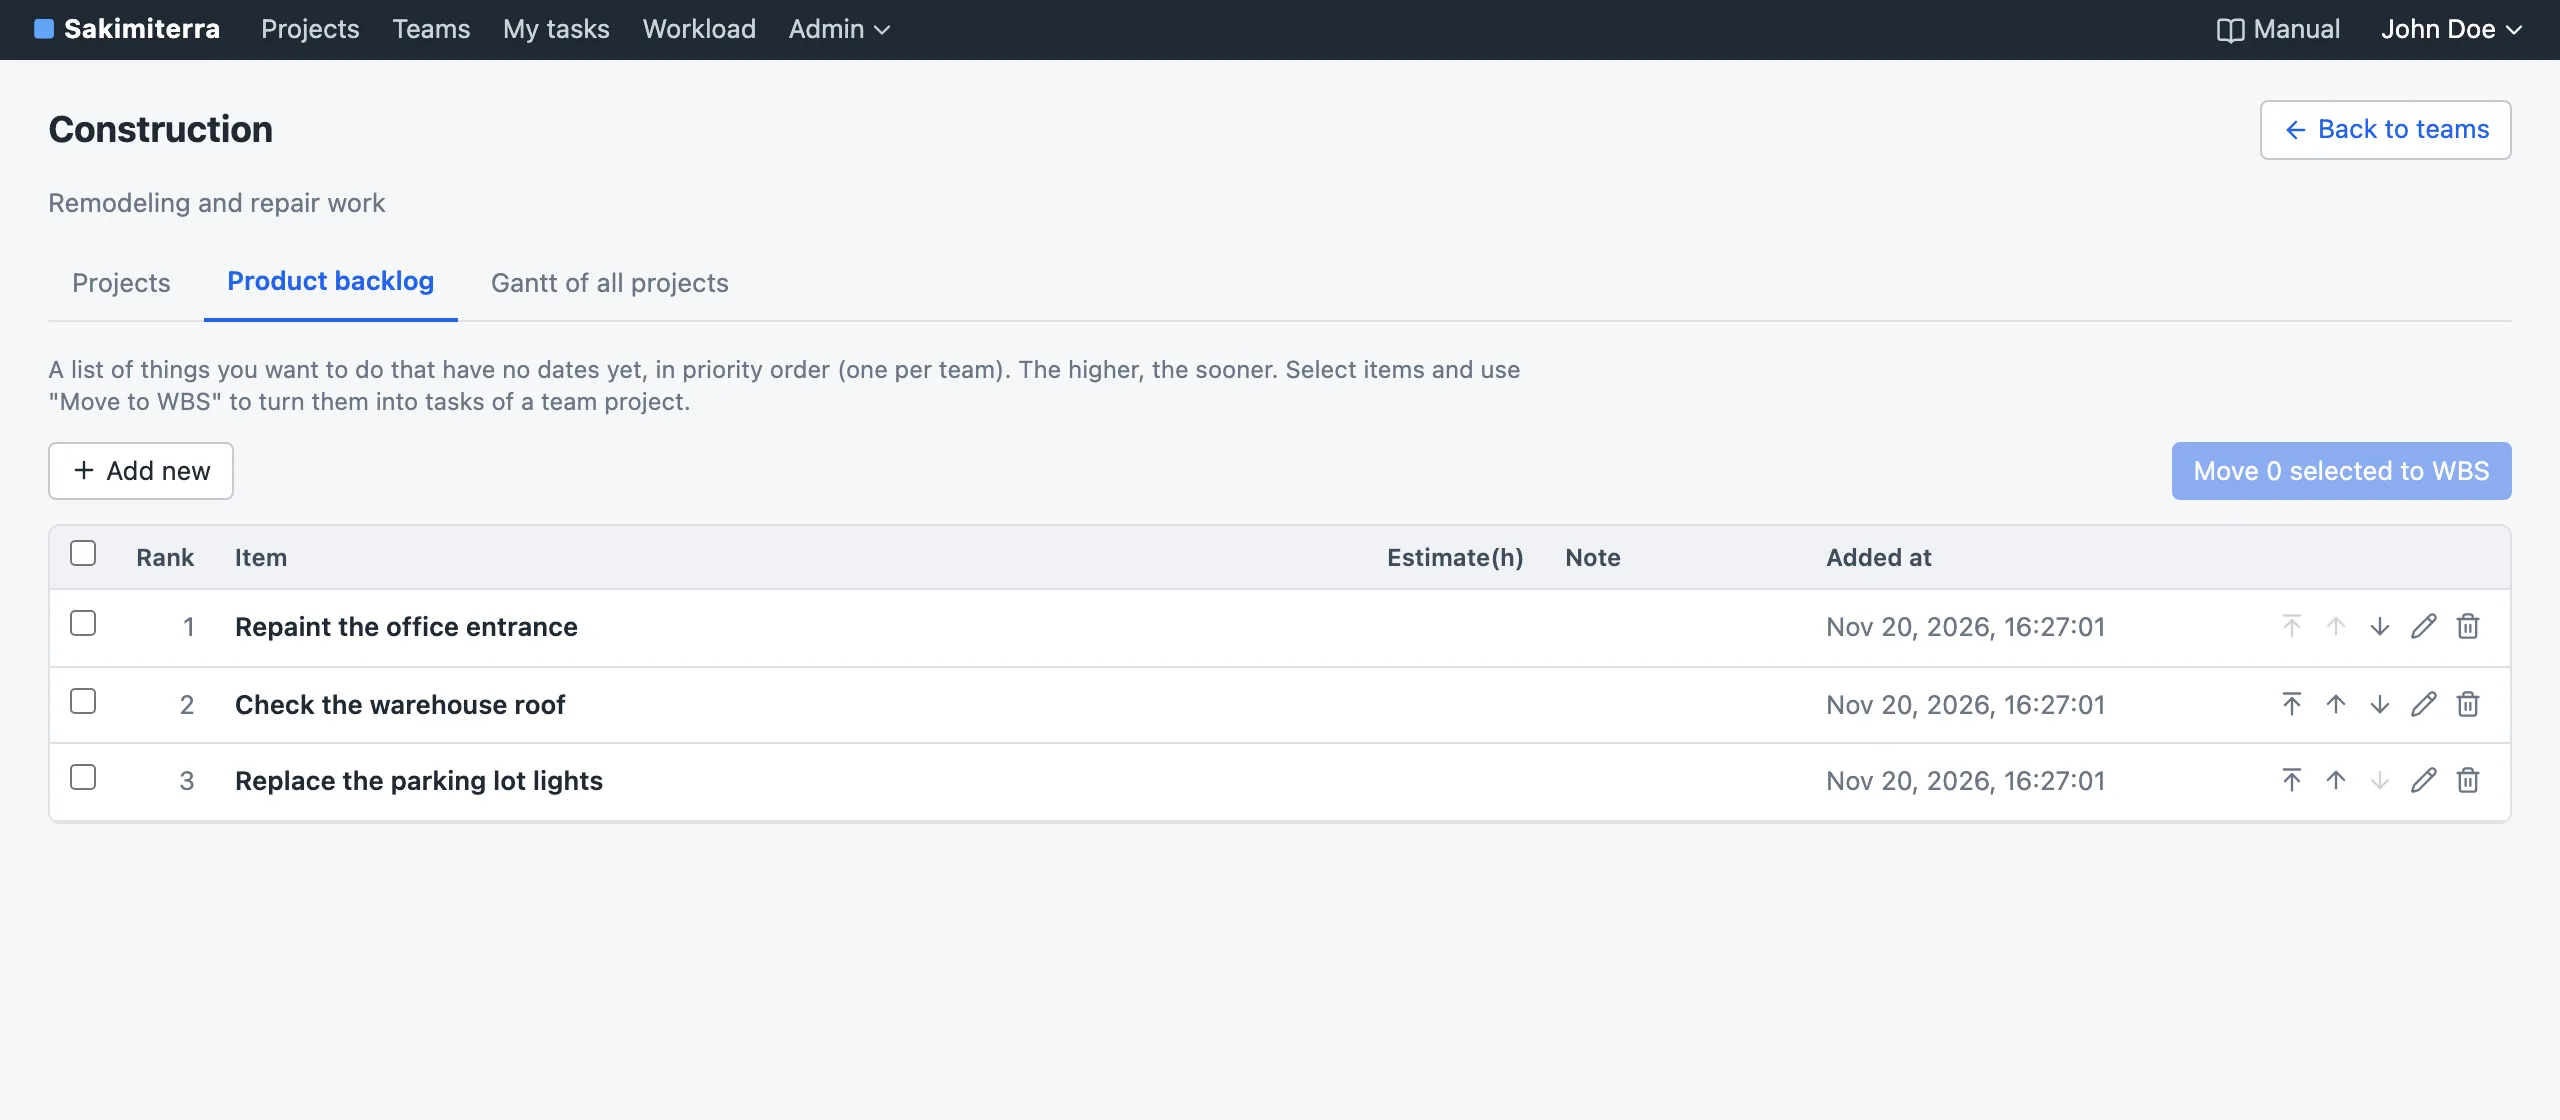 Sakimiterra Projects Teams My tasks Workload Admin Manual John Doe
Construction
Back to teams
Remodeling and repair work
Projects Product backlog Gantt of all projects
A list of things you want to do that have no dates yet, in priority order (one per team). The higher, the sooner. Select items and use
"Move to WBS" to turn them into tasks of a team project.
+ Add new
Move 0 selected to WBS
Rank Item Estimate(h) Note Added at
1 Repaint the office entrance Nov 20, 2026, 16:27:01
2 Check the warehouse roof Nov 20, 2026, 16:27:01
3 Replace the parking lot lights Nov 20, 2026, 16:27:01